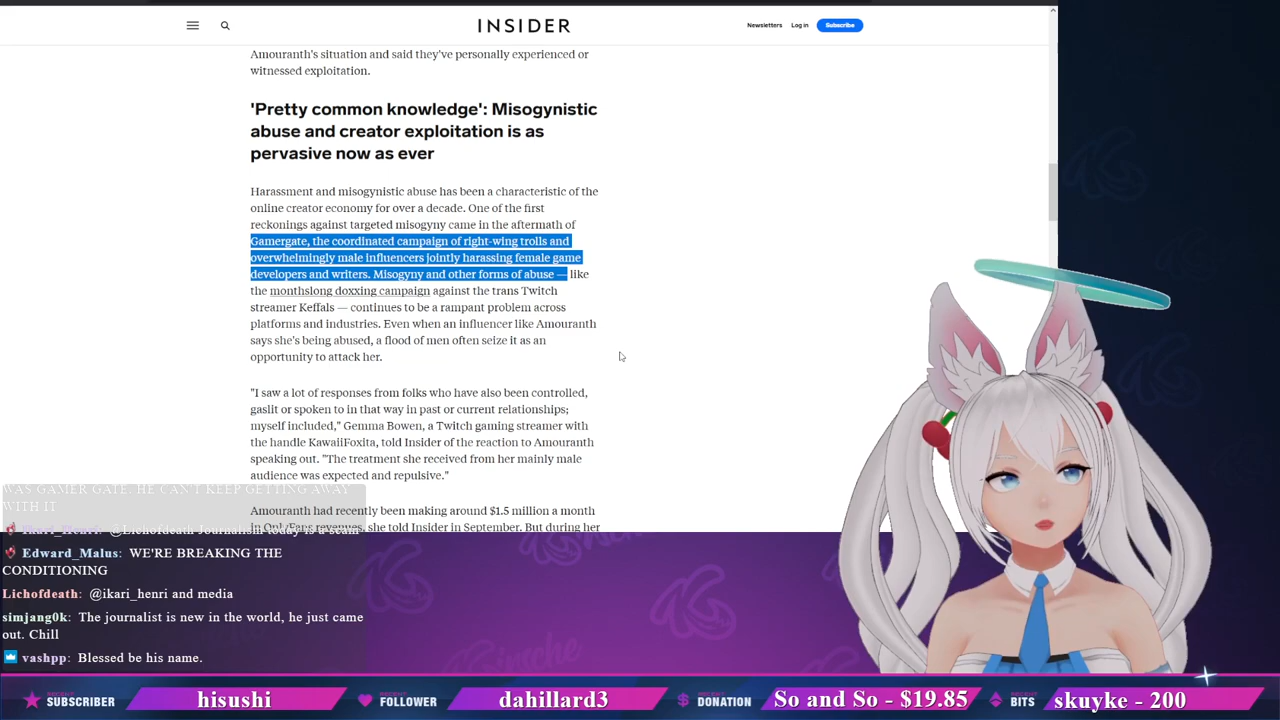 INSIDER
Newsletters
Log in
Subscribe
Amouranth's situation and said they've personally experienced or
witnessed exploitation.
'Pretty common knowledge': Misogynistic
abuse and creator exploitation is as
pervasive now as ever
Harassment and misogynistic abuse has been a characteristic of the
online creator economy for over a decade. One of the first
reckonings against targeted misogyny came in the aftermath of
Gamergate, the coordinated campaign of right-wing trolls and
overwhelmingly male influencers jointly harassing female game
developers and writers. Misogyny and other forms of abuse — like
the monthslong doxxing campaign against the trans Twitch
streamer Keffals — continues to be a rampant problem across
platforms and industries. Even when an influencer like Amouranth
says she's being abused, a flood of men often seize it as an
opportunity to attack her.
"I saw a lot of responses from folks who have also been controlled,
gaslit or spoken to in that way in past or current relationships;
myself included," Gemma Bowen, a Twitch gaming streamer with
the handle KawaiiFoxita, told Insider of the reaction to Amouranth
speaking out. "The treatment she received from her mainly male
audience was expected and repulsive."
Amouranth had recently been making around $1.5 million a month
in OnlyFans revenues, she told Insider in September. But during her
WAS GAMER GATE. HE CAN'T KEEP GETTING AWAY
WITH IT
Ikari_Henri: @Lichofdeath Journalism today is a scam
Edward_Malus: WE'RE BREAKING THE
CONDITIONING
Lichofdeath: @ikari_henri and media
simjang0k: The journalist is new in the world, he just came
out. Chill
vashpp: Blessed be his name.
RECENT
SUBSCRIBER
hisushi
RECENT
FOLLOWER
dahillard3
RECENT
DONATION
So and So - $19.85
RECENT
BITS
skuyke - 200